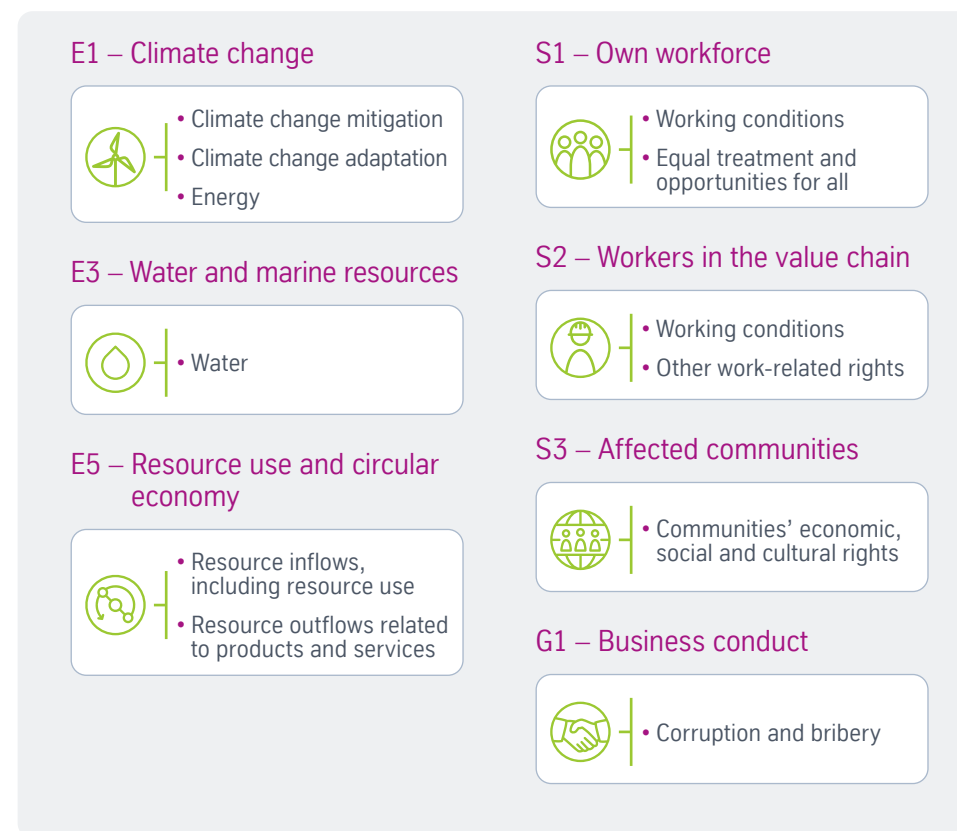 E1 – Climate change
• Climate change mitigation
• Climate change adaptation
• Energy
E3 – Water and marine resources
• Water
E5 – Resource use and circular
economy
• Resource inflows,
including resource use
• Resource outflows related
to products and services
S1 – Own workforce
• Working conditions
• Equal treatment and
opportunities for all
S2 – Workers in the value chain
• Working conditions
• Other work-related rights
S3 – Affected communities
• Communities’ economic,
social and cultural rights
G1 – Business conduct
• Corruption and bribery